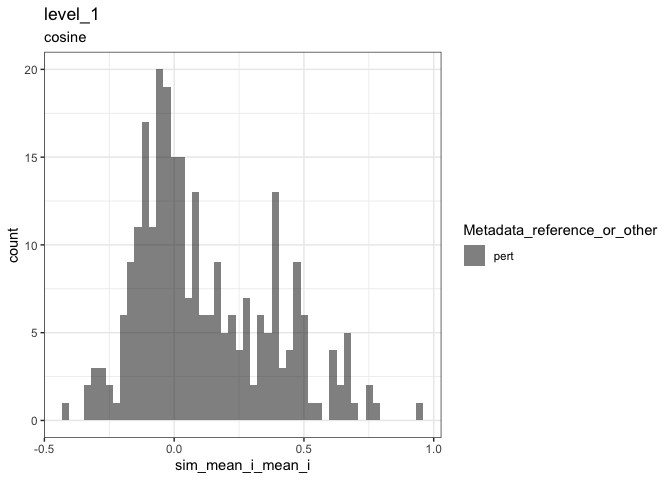 level_1
cosine
20
15
10
5
0
count
-0.5
0.0
0.5
1.0
sim_mean_i_mean_i
Metadata_reference_or_other
pert